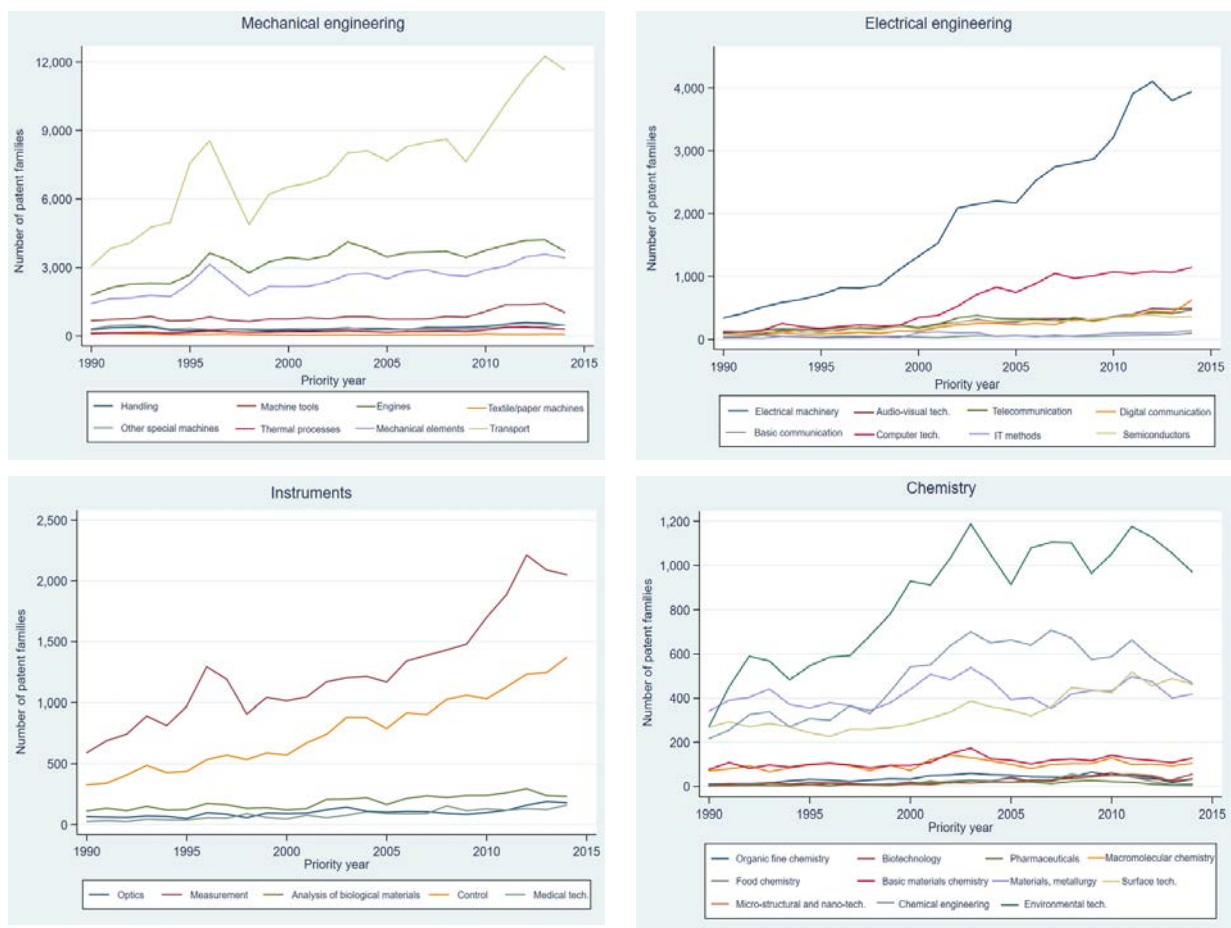 Mechanical engineering
Number of patent families
12,000
9,000
6,000
3,000
0
1990 1995 2000 2005 2010 2015
Priority year
Handling Machine tools Engines Textile/paper machines
Other special machines Thermal processes Mechanical elements Transport
Electrical engineering
Number of patent families
4,000
3,000
2,000
1,000
0
1990 1995 2000 2005 2010 2015
Priority year
Electrical machinery Audio-visual tech. Telecommunication Digital communication
Basic communication Computer tech. IT methods Semiconductors
Instruments
Number of patent families
2,500
2,000
1,500
1,000
500
0
1990 1995 2000 2005 2010 2015
Priority year
Optics Measurement Analysis of biological materials Control Medical tech.
Chemistry
Number of patent families
1,200
1,000
800
600
400
200
0
1990 1995 2000 2005 2010 2015
Priority year
Organic fine chemistry Biotechnology Pharmaceuticals Macromolecular chemistry
Food chemistry Basic materials chemistry Materials, metallurgy Surface tech.
Micro-structural and nano-tech. Chemical engineering Environmental tech.